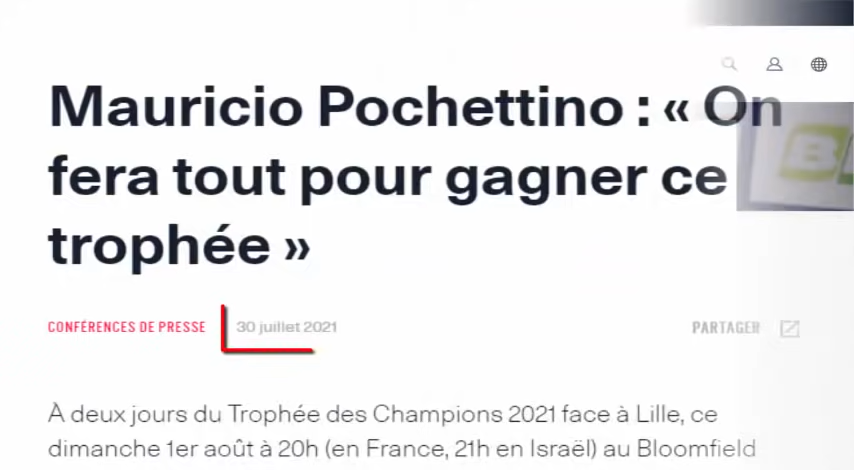 Mauricio Pochettino : « On
fera tout pour gagner ce
trophée »
CONFÉRENCES DE PRESSE 30 juillet 2021 PARTAGER
À deux jours du Trophée des Champions 2021 face à Lille, ce
dimanche 1er août à 20h (en France, 21h en Israël) au Bloomfield